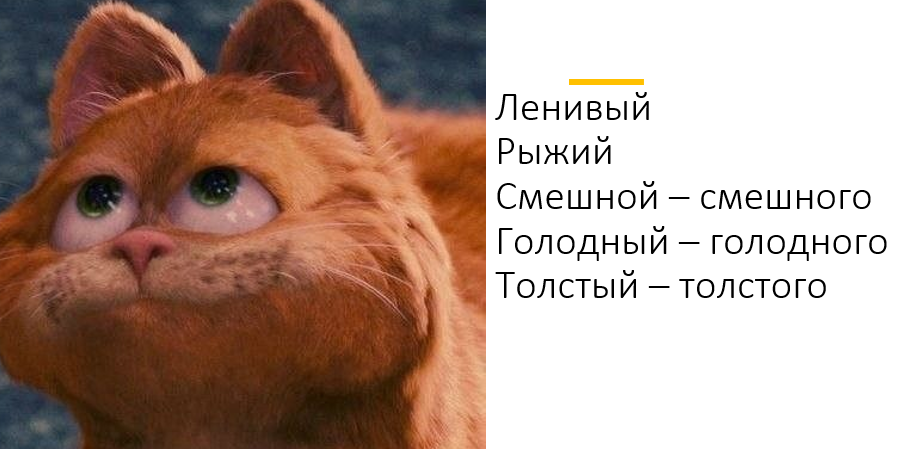 Ленивый
Рыжий
Смешной – смешного
Голодный – голодного
Толстый – толстого